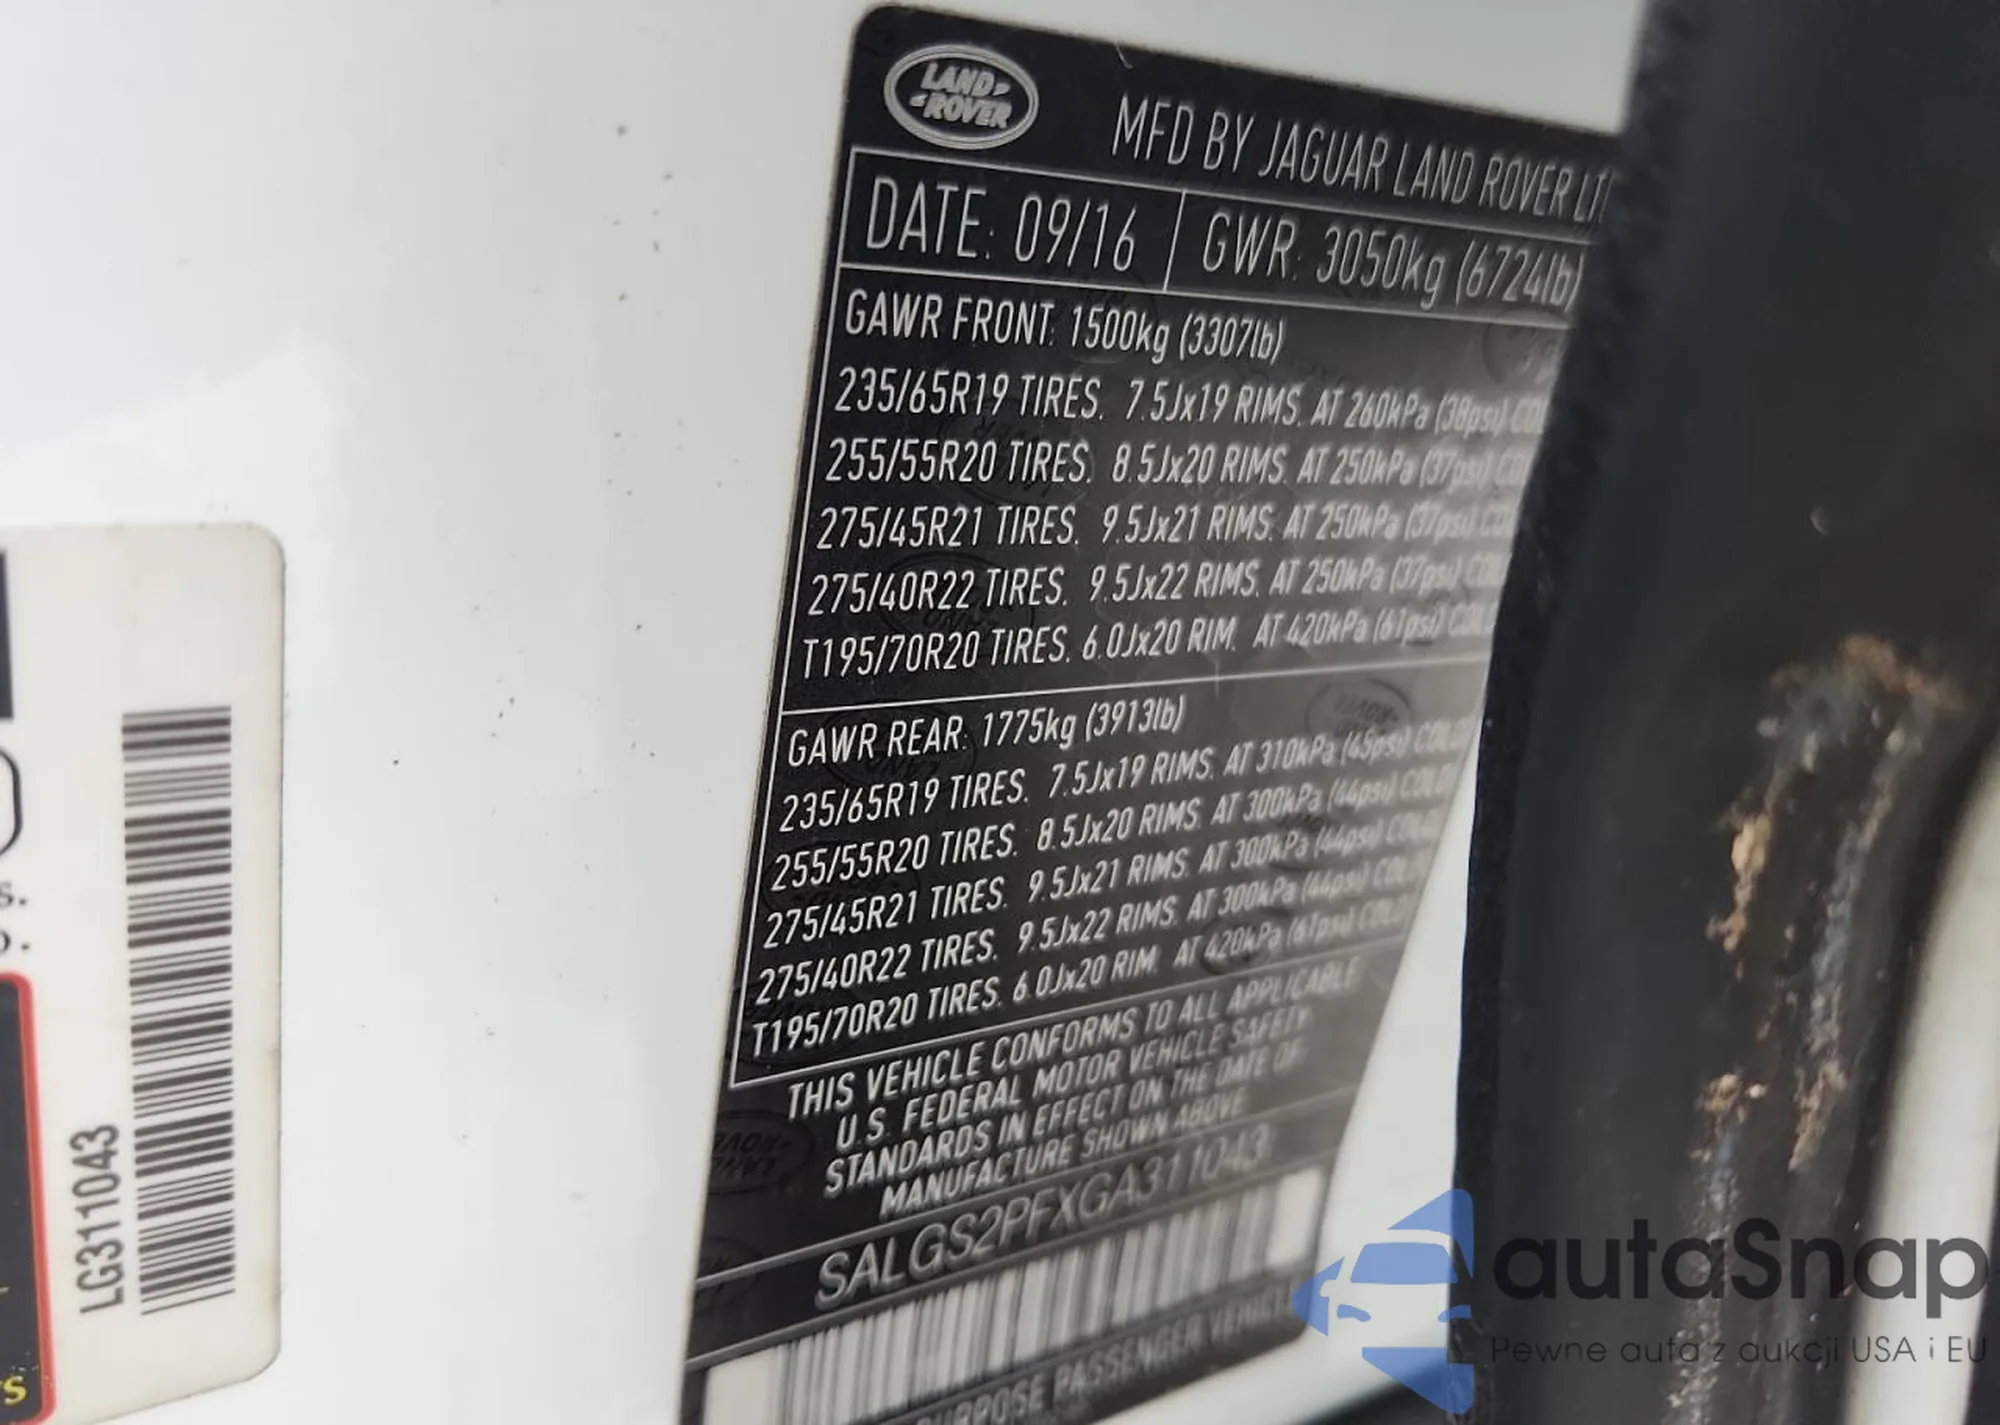 LAND
ROVER
MFD BY JAGUAR LAND ROVER
DATE: 09/16
GWR: 3050kg (6724lb)
GAWR FRONT: 1500kg (3307lb)
235/65R19 TIRES. 7.5Jx19 RIMS. AT 260kPa (38psi)
255/55R20 TIRES. 8.5Jx20 RIMS. AT 250kPa (37psi)
275/45R21 TIRES. 9.5Jx21 RIMS. AT 250kPa (37psi)
275/40R22 TIRES. 9.5Jx22 RIMS. AT 250kPa (37psi)
T195/70R20 TIRES. 6.0Jx20 RIM. AT 420kPa (61psi)
GAWR REAR: 1775kg (3913lb)
235/65R19 TIRES. 7.5Jx19 RIMS. AT 310kPa (45psi)
255/55R20 TIRES. 8.5Jx20 RIMS. AT 300kPa (44psi)
275/45R21 TIRES. 9.5Jx21 RIMS. AT 300kPa (44psi)
275/40R22 TIRES. 9.5Jx22 RIMS. AT 300kPa (44psi)
T195/70R20 TIRES. 6.0Jx20 RIM. AT 420kPa (61psi)
THIS VEHICLE CONFORMS TO ALL APPLICABLE
U.S. FEDERAL MOTOR VEHICLE SAFETY
STANDARDS IN EFFECT ON THE DATE OF
MANUFACTURE SHOWN ABOVE
SALGS2PFXGA311043
PURPOSE PASSENGER VEHICLE
LG311043
autaSnap
Pewne auta z aukcji USA i EU